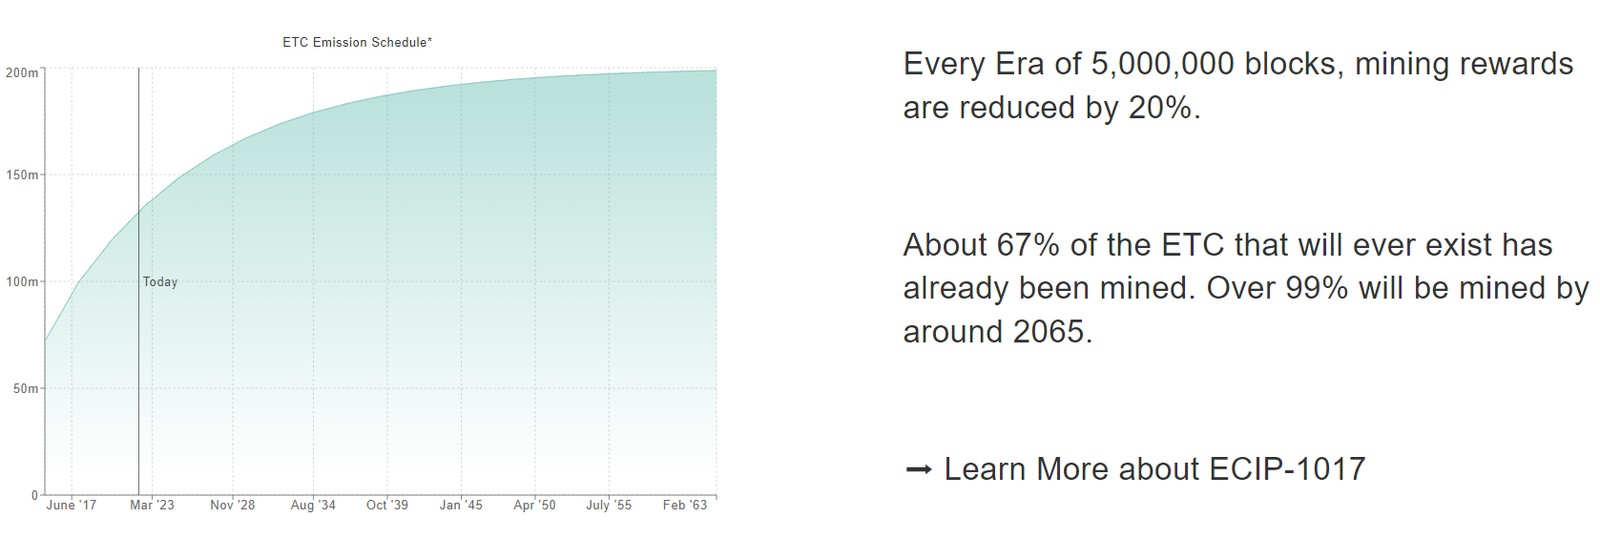 ETC Emission Schedule*
200m
150m
100m
50m
0
Today
June '17
Mar '23
Nov '28
Aug '34
Oct '39
Jan '45
Apr '50
July '55
Feb '63
Every Era of 5,000,000 blocks, mining rewards
are reduced by 20%.
About 67% of the ETC that will ever exist has
already been mined. Over 99% will be mined by
around 2065.
→ Learn More about ECIP-1017